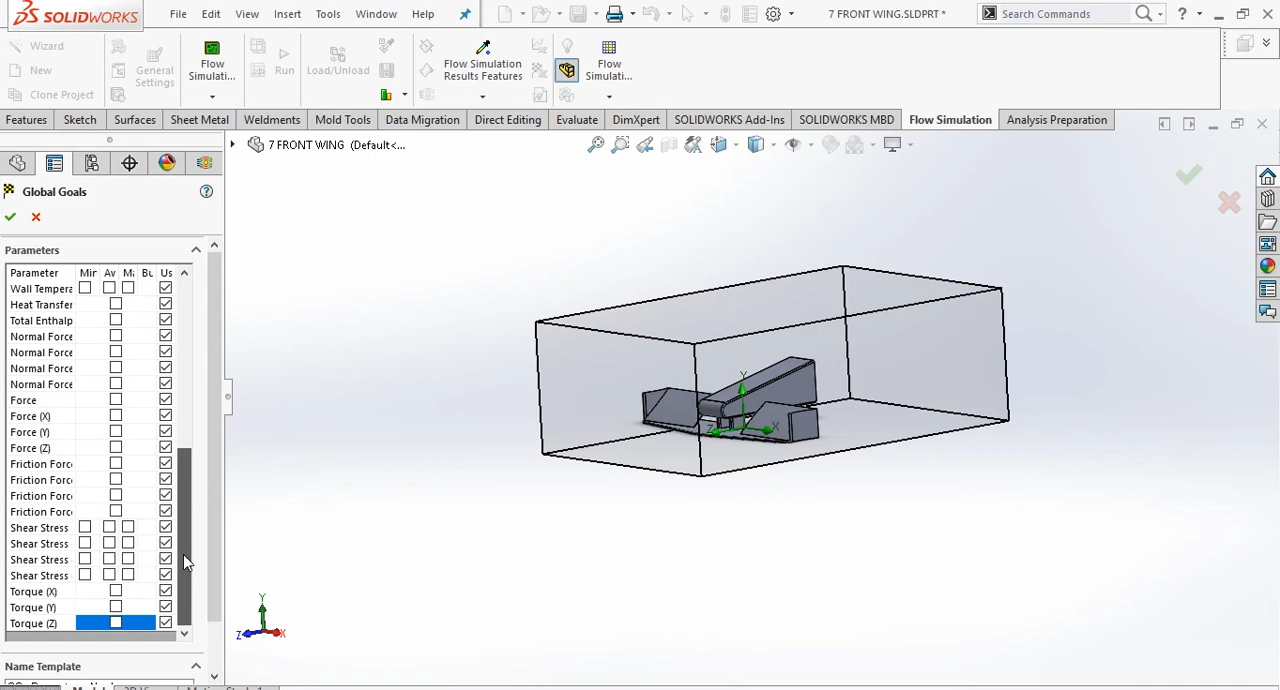 SOLIDWORKS File Edit View Insert Tools Window Help 7 FRONT WING.SLDPRT * Search Commands ?
Wizard
New
Clone Project
General Settings
Flow Simulati...
Run
Load/Unload
Flow Simulation Results Features
Flow Simulati...
Features Sketch Surfaces Sheet Metal Weldments Mold Tools Data Migration Direct Editing Evaluate DimXpert SOLIDWORKS Add-Ins SOLIDWORKS MBD Flow Simulation Analysis Preparation
7 FRONT WING (Default<...
Global Goals ?
Parameters
Parameter Mir Av Ma Bu Us
Wall Tempera
Heat Transfer
Total Enthalp
Normal Force
Normal Force
Normal Force
Normal Force
Force
Force (X)
Force (Y)
Force (Z)
Friction Force
Friction Force
Friction Force
Friction Force
Shear Stress
Shear Stress
Shear Stress
Shear Stress
Torque (X)
Torque (Y)
Torque (Z)
Name Template
Y
Z
X
Y
Z
X